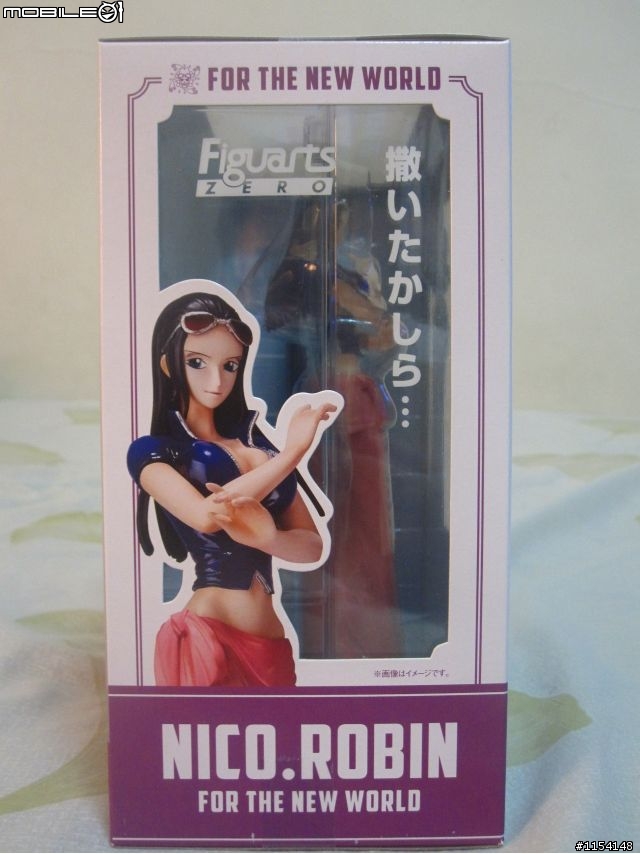 MOBILE01
FOR THE NEW WORLD
Figuarts
ZERO
撒いたかしら…
※画像はイメージです。
NICO.ROBIN
FOR THE NEW WORLD
#1154148